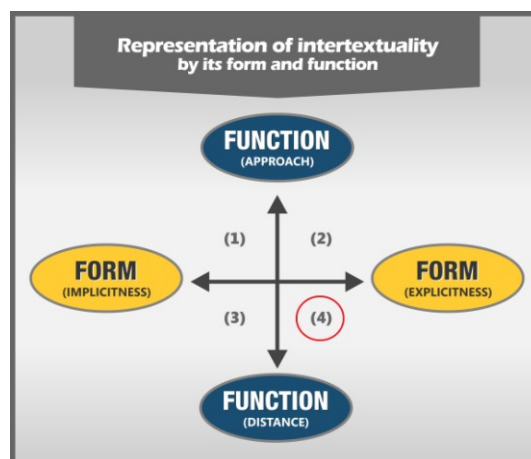 Representation of intertextuality
by its form and function
FUNCTION
(APPROACH)
(1) (2)
FORM
(IMPLICITNESS)
FORM
(EXPLICITNESS)
(3) (4)
FUNCTION
(DISTANCE)